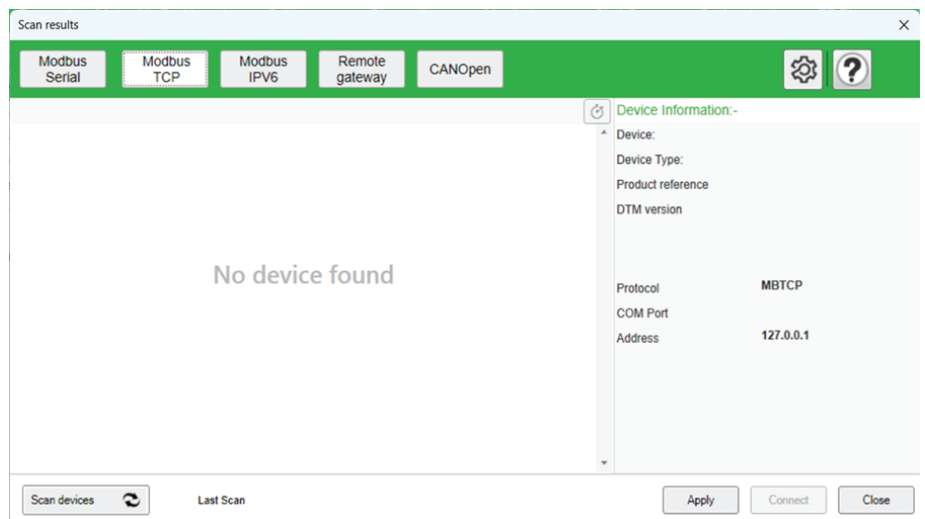 Scan results
Modbus Serial
Modbus TCP
Modbus IPV6
Remote gateway
CANOpen
?
Device Information:-
Device:
Device Type:
Product reference
DTM version
No device found
Protocol MBTCP
COM Port
Address 127.0.0.1
Scan devices
Last Scan
Apply
Connect
Close